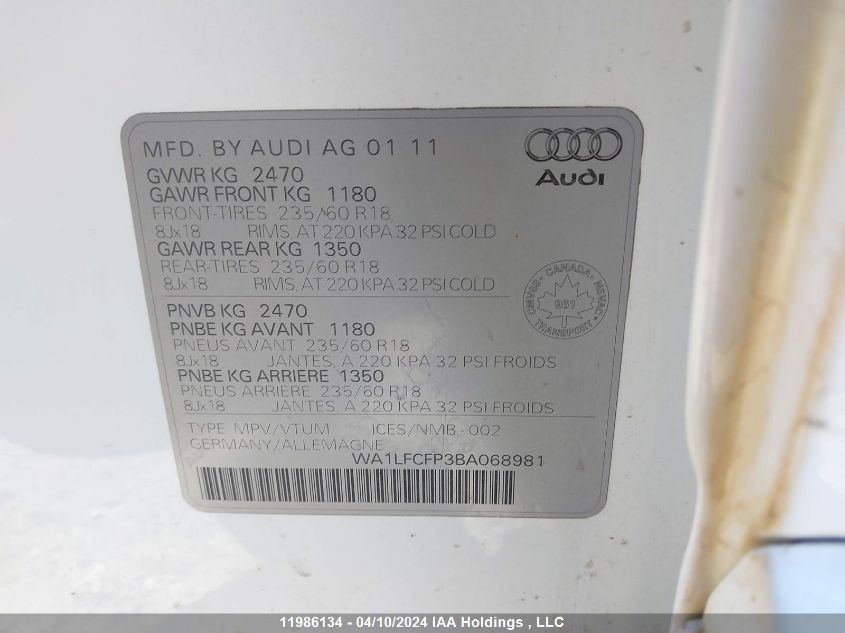 MFD. BY AUDI AG 01 11
Audi
GVWR KG 2470
GAWR FRONT KG 1180
FRONT-TIRES 235/60 R18
8Jx18 RIMS, AT 220 KPA 32 PSI COLD
GAWR REAR KG 1350
REAR-TIRES 235/60 R18
8Jx18 RIMS, AT 220 KPA 32 PSI COLD
CMVSS - CANADA - NSVAC
961
TRANSPORT
PNVB KG 2470
PNBE KG AVANT 1180
PNEUS AVANT 235/60 R18
8Jx18 JANTES, A 220 KPA 32 PSI FROIDS
PNBE KG ARRIERE 1350
PNEUS ARRIERE 235/60 R18
8Jx18 JANTES, A 220 KPA 32 PSI FROIDS
TYPE MPV/VTUM ICES/NMB-002
GERMANY/ALLEMAGNE
WA1LFCFP3BA068981
11986134 - 04/10/2024 IAA Holdings , LLC